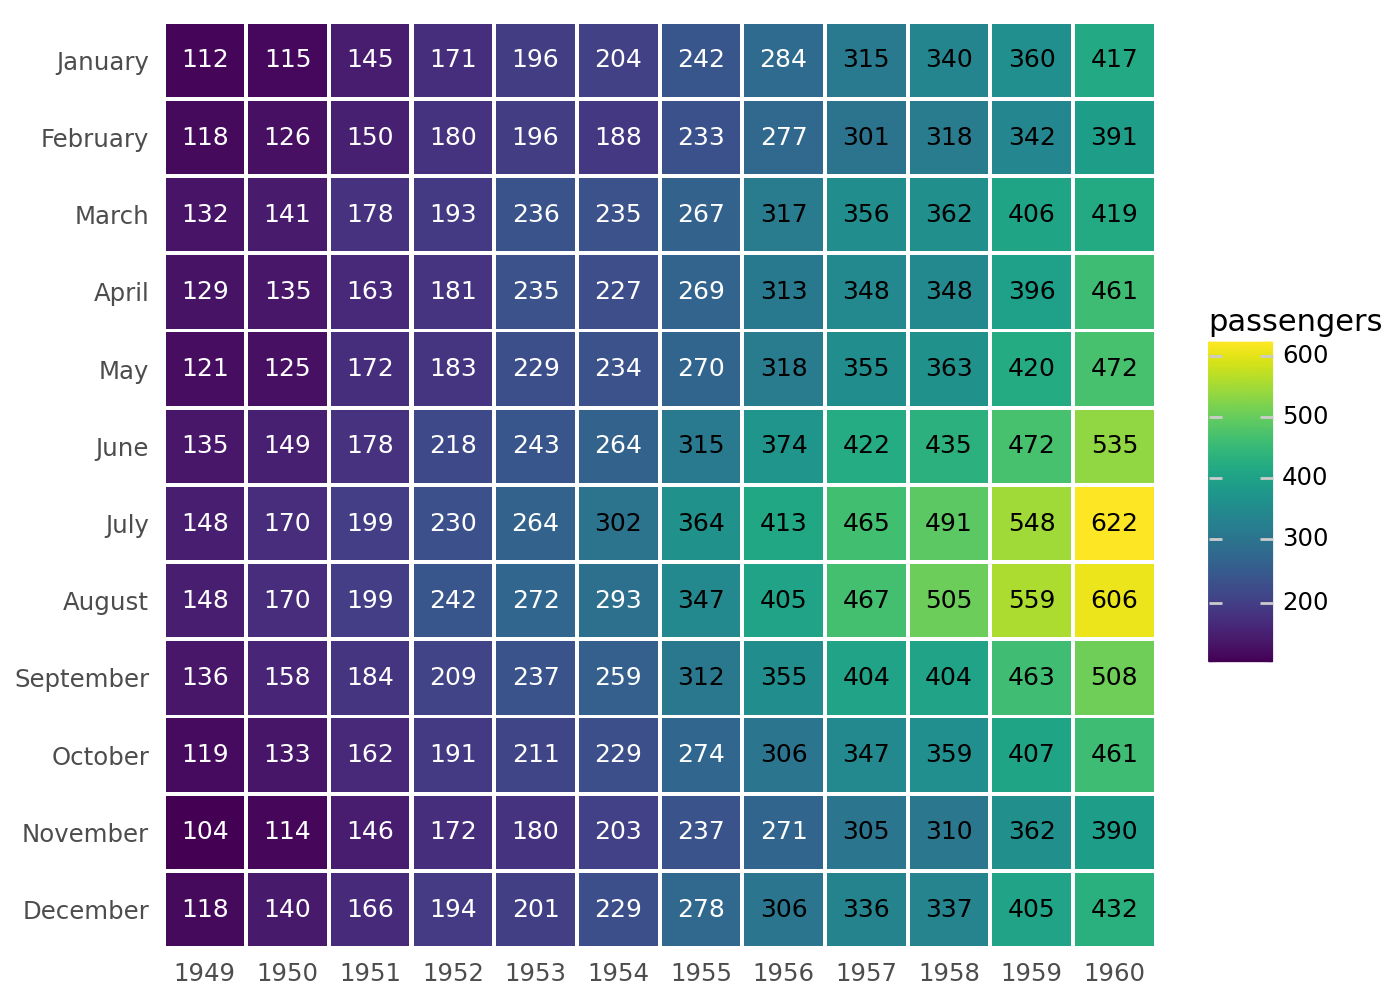 January 112 115 145 171 196 204 242 284 315 340 360 417
February 118 126 150 180 196 188 233 277 301 318 342 391
March 132 141 178 193 236 235 267 317 356 362 406 419
April 129 135 163 181 235 227 269 313 348 348 396 461
May 121 125 172 183 229 234 270 318 355 363 420 472
June 135 149 178 218 243 264 315 374 422 435 472 535
July 148 170 199 230 264 302 364 413 465 491 548 622
August 148 170 199 242 272 293 347 405 467 505 559 606
September 136 158 184 209 237 259 312 355 404 404 463 508
October 119 133 162 191 211 229 274 306 347 359 407 461
November 104 114 146 172 180 203 237 271 305 310 362 390
December 118 140 166 194 201 229 278 306 336 337 405 432
1949 1950 1951 1952 1953 1954 1955 1956 1957 1958 1959 1960
passengers
600
500
400
300
200